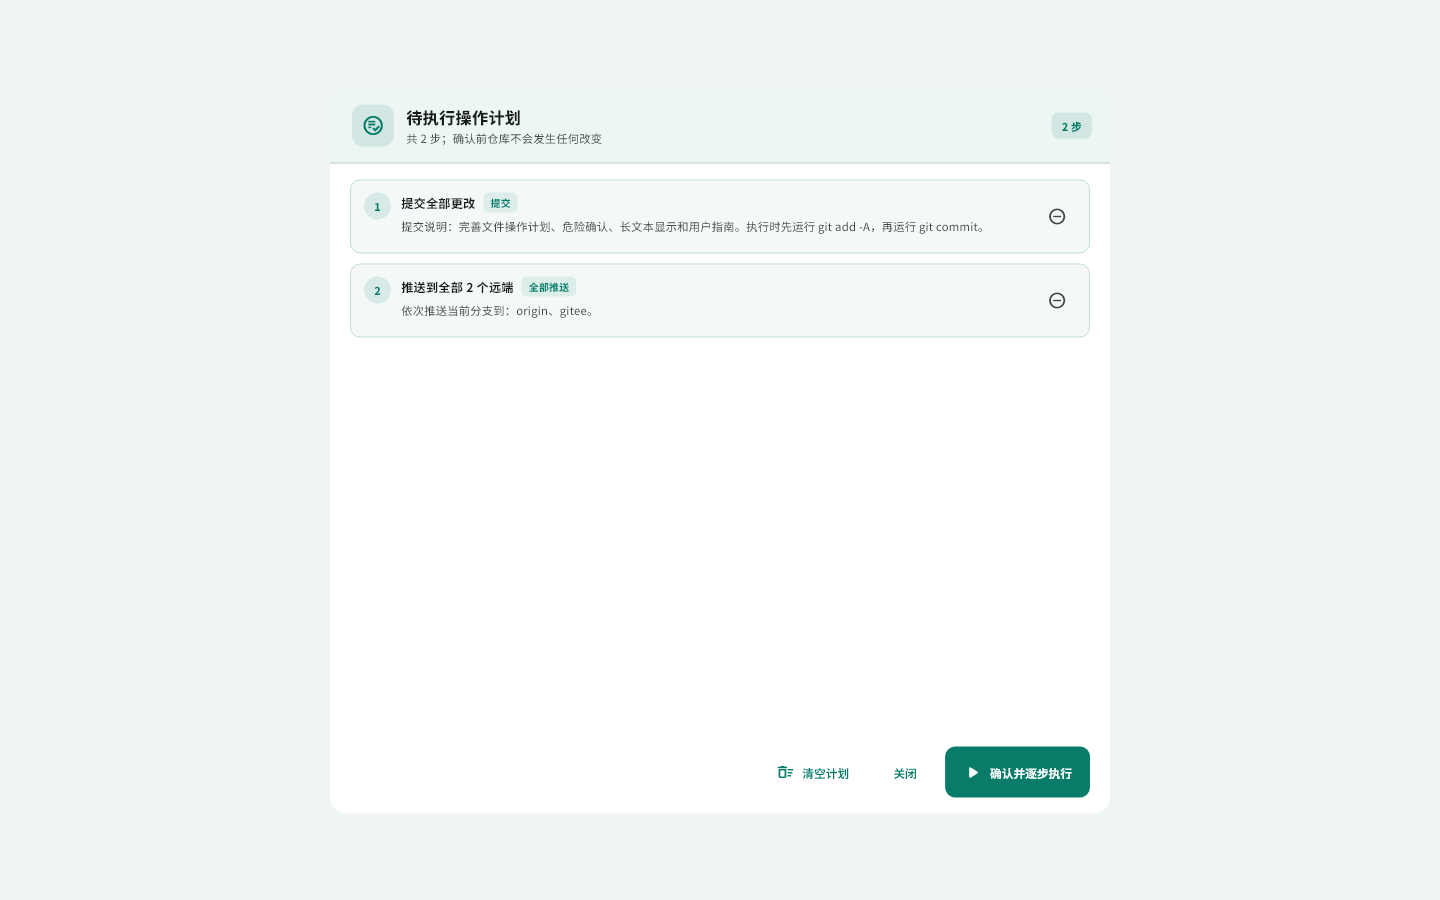 待执行操作计划
共 2 步；确认前仓库不会发生任何改变
2 步
1
提交全部更改 提交
提交说明：完善文件操作计划、危险确认、长文本显示和用户指南。执行时先运行 git add -A，再运行 git commit。
2
推送到全部 2 个远端 全部推送
依次推送当前分支到：origin、gitee。
清空计划 关闭 确认并逐步执行